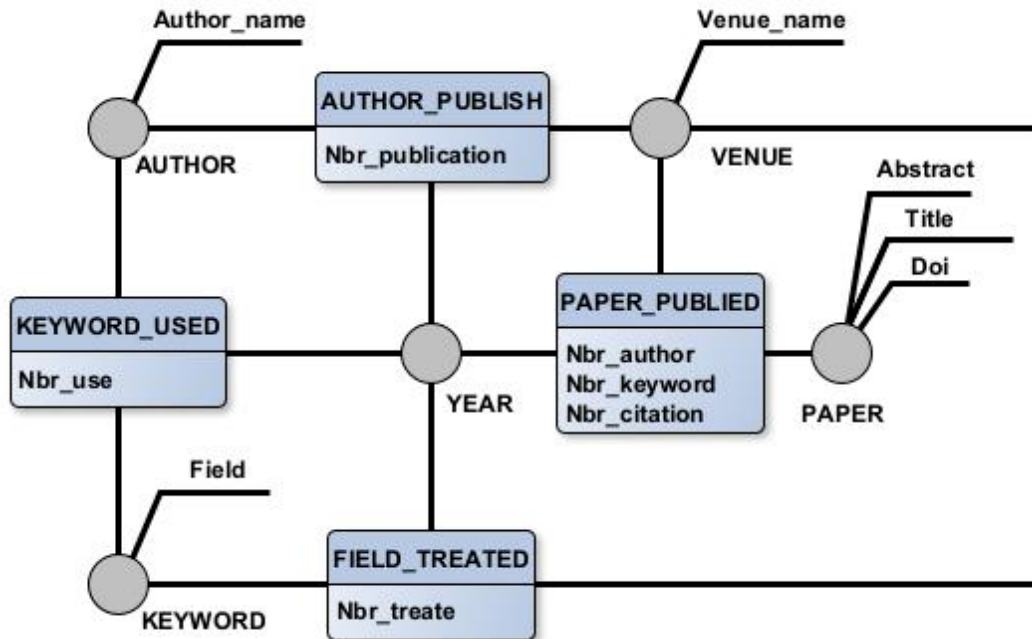 Author_name
Venue_name
AUTHOR_PUBLISH
Nbr_publication
AUTHOR
VENUE
Abstract
Title
Doi
KEYWORD_USED
Nbr_use
PAPER_PUBLIED
Nbr_author
Nbr_keyword
Nbr_citation
YEAR
PAPER
Field
FIELD_TREATED
Nbr_treate
KEYWORD